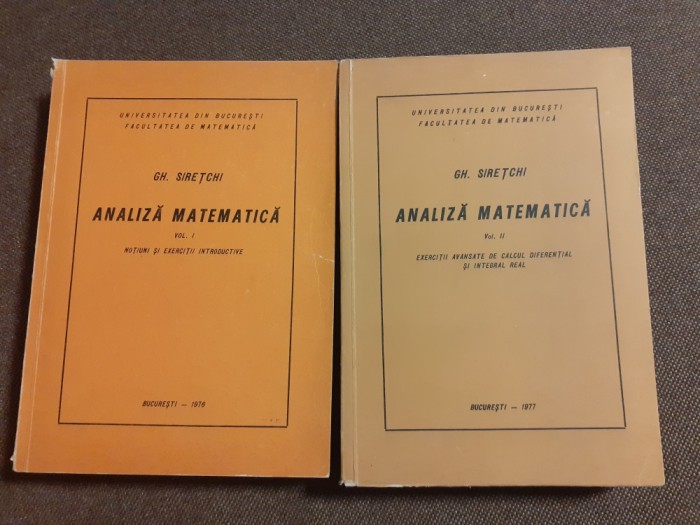 UNIVERSITATEA DIN BUCUREȘTI
FACULTATEA DE MATEMATICĂ
GH. SIREȚCHI
ANALIZĂ MATEMATICĂ
VOL. I
NOȚIUNI ȘI EXERCIȚII INTRODUCTIVE
BUCUREȘTI — 1978
UNIVERSITATEA DIN BUCUREȘTI
FACULTATEA DE MATEMATICĂ
GH. SIREȚCHI
ANALIZĂ MATEMATICĂ
Vol. II
EXERCIȚII AVANSATE DE CALCUL DIFERENȚIAL
ȘI INTEGRAL REAL
BUCUREȘTI — 1977